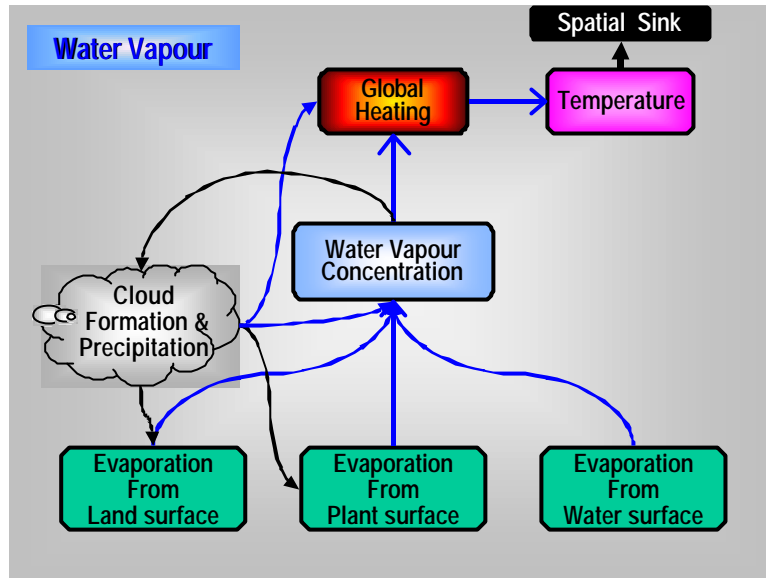 Spatial Sink
Water Vapour
Global
Heating
Temperature
Water Vapour
Concentration
Cloud
Formation &
Precipitation
Evaporation
From
Land surface
Evaporation
From
Plant surface
Evaporation
From
Water surface